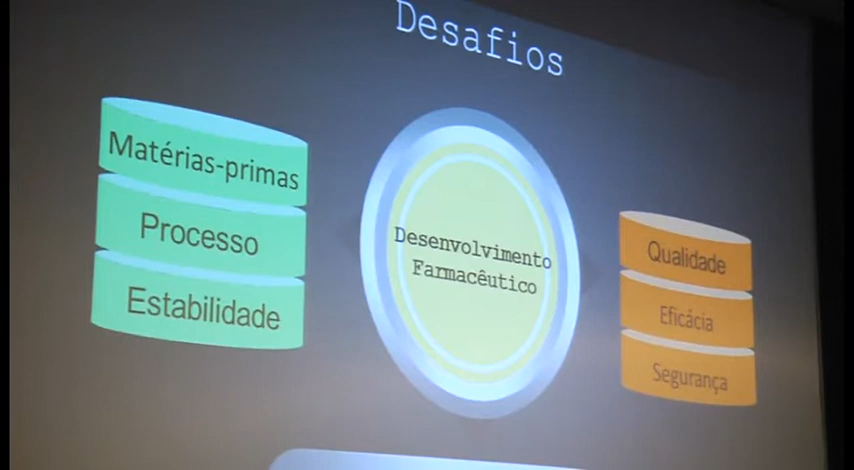 Desafios
Matérias-primas
Processo
Estabilidade
Desenvolvimento
Farmacêutico
Qualidade
Eficácia
Segurança